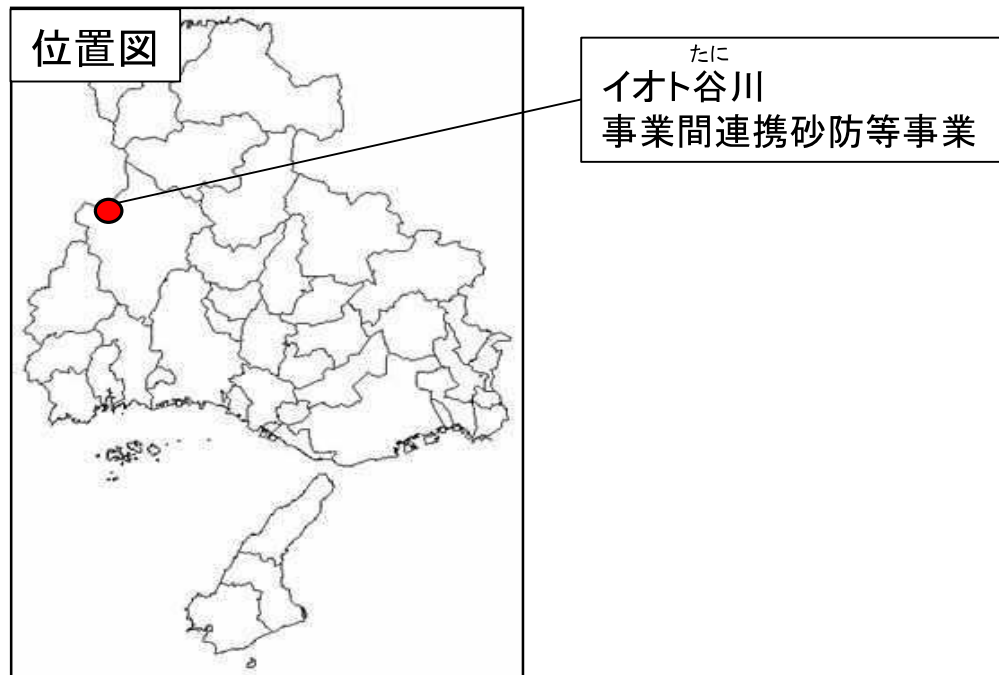 位置図
たに
イオト谷川
事業間連携砂防等事業